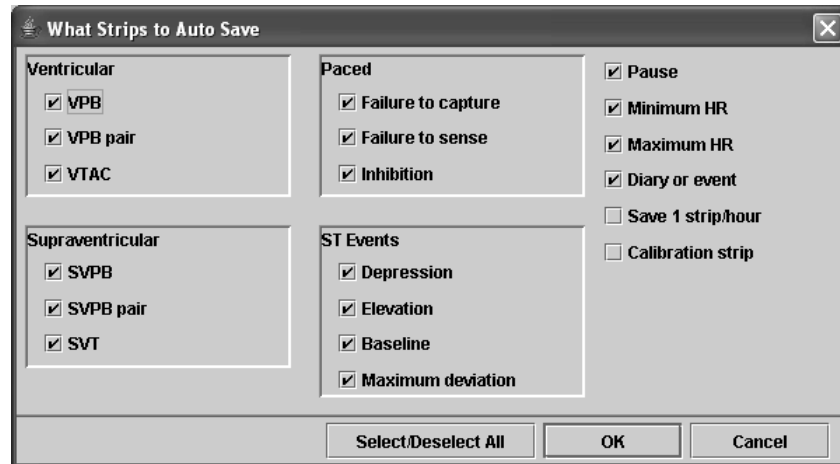 What Strips to Auto Save
Ventricular
VPB
VPB pair
VTAC
Supraventricular
SVPB
SVPB pair
SVT
Paced
Failure to capture
Failure to sense
Inhibition
ST Events
Depression
Elevation
Baseline
Maximum deviation
Pause
Minimum HR
Maximum HR
Diary or event
Save 1 strip/hour
Calibration strip
Select/Deselect All
OK
Cancel